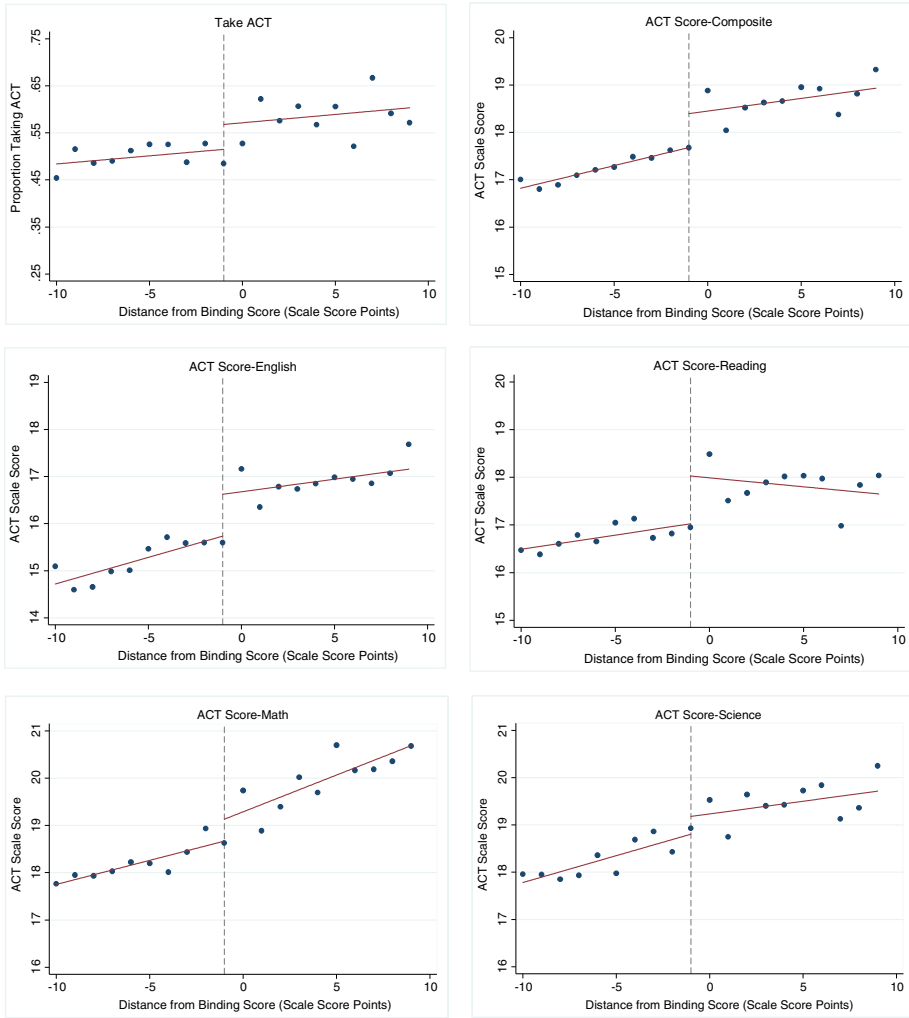 Take ACT
Proportion Taking ACT
.75
.65
.55
.45
.35
.25
-10 -5 0 5 10
Distance from Binding Score (Scale Score Points)
ACT Score-Composite
ACT Scale Score
20
19
18
17
16
15
-10 -5 0 5 10
Distance from Binding Score (Scale Score Points)
ACT Score-English
ACT Scale Score
19
18
17
16
15
14
-10 -5 0 5 10
Distance from Binding Score (Scale Score Points)
ACT Score-Reading
ACT Scale Score
20
19
18
17
16
15
-10 -5 0 5 10
Distance from Binding Score (Scale Score Points)
ACT Score-Math
ACT Scale Score
21
20
19
18
17
16
-10 -5 0 5 10
Distance from Binding Score (Scale Score Points)
ACT Score-Science
ACT Scale Score
21
20
19
18
17
16
-10 -5 0 5 10
Distance from Binding Score (Scale Score Points)